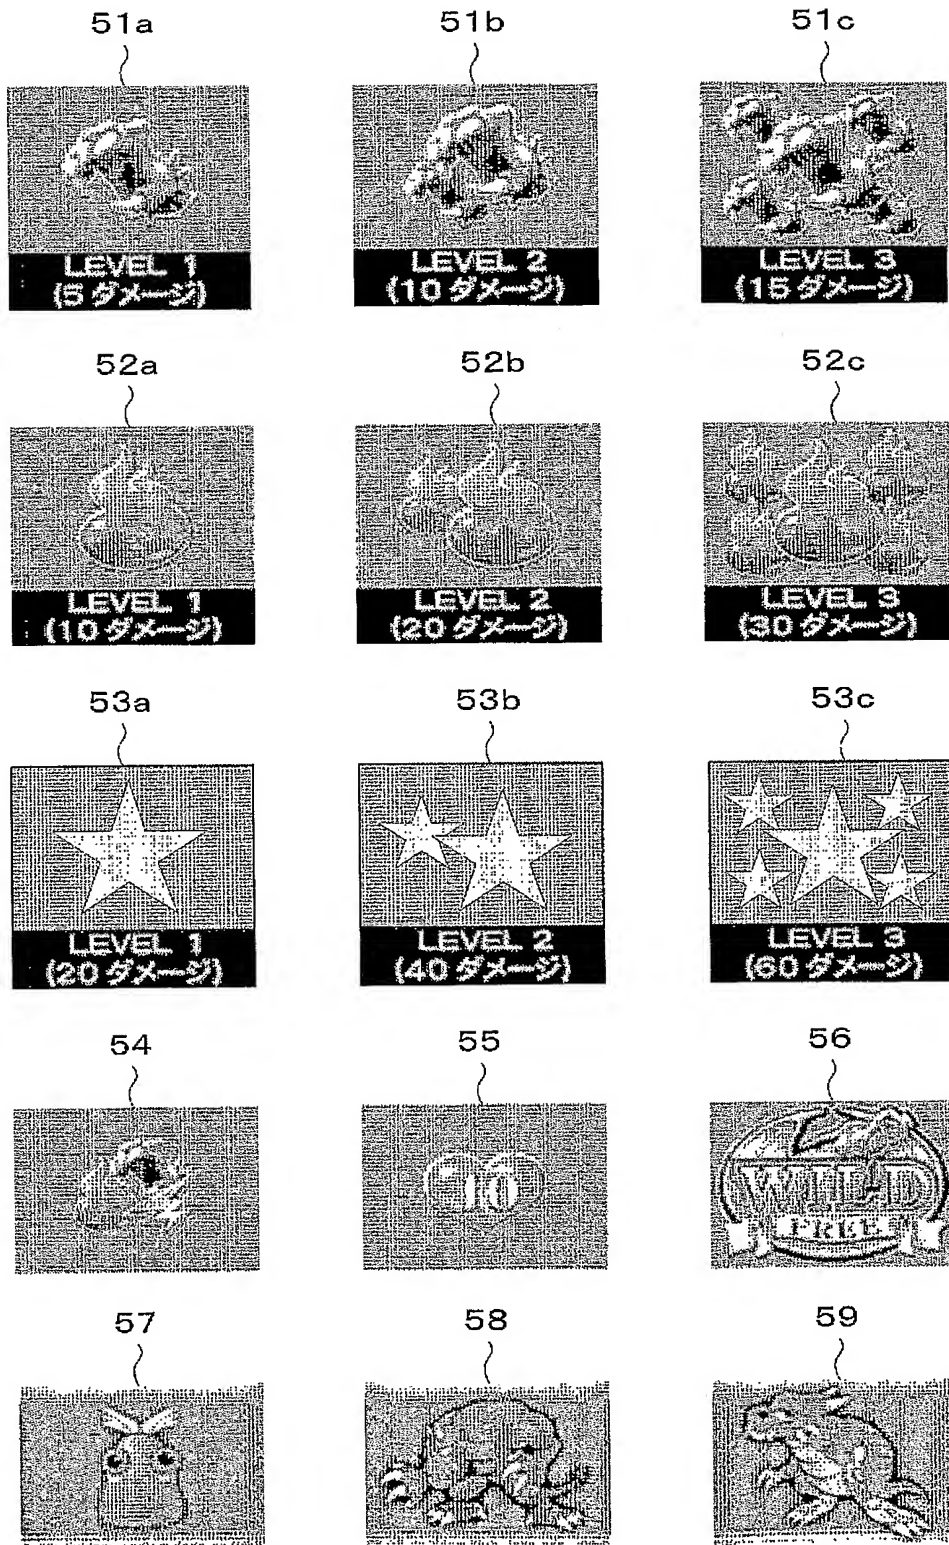 51a 51b 51c
LEVEL 1 LEVEL 2 LEVEL 3
(5 ダメージ) (10 ダメージ) (15 ダメージ)
52a 52b 52c
LEVEL 1 LEVEL 2 LEVEL 3
(10 ダメージ) (20 ダメージ) (30 ダメージ)
53a 53b 53c
LEVEL 1 LEVEL 2 LEVEL 3
(20 ダメージ) (40 ダメージ) (60 ダメージ)
54 55 56
10 WILD
FREE
57 58 59